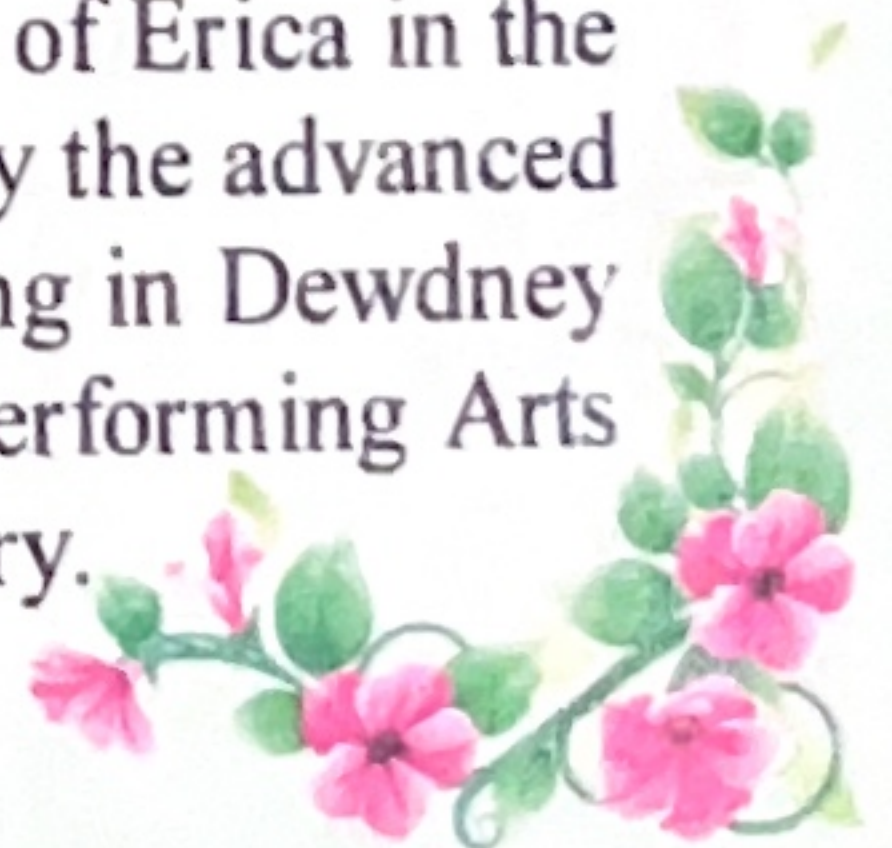 of Erica in the
y the advanced
ng in Dewdney
erforming Arts
ry.